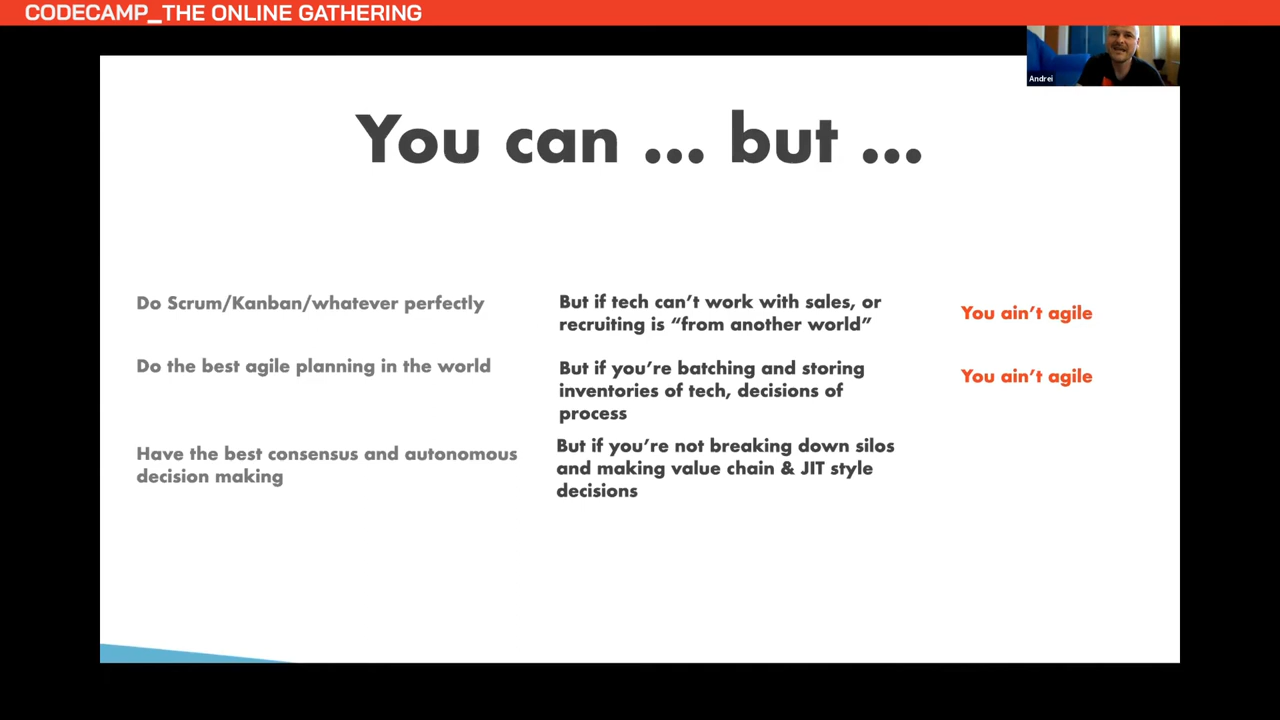 CODECAMP_THE ONLINE GATHERING
Andrei
You can ... but ...
Do Scrum/Kanban/whatever perfectly
But if tech can't work with sales, or
recruiting is “from another world”
You ain't agile
Do the best agile planning in the world
But if you're batching and storing
inventories of tech, decisions of
process
You ain't agile
Have the best consensus and autonomous
decision making
But if you're not breaking down silos
and making value chain & JIT style
decisions